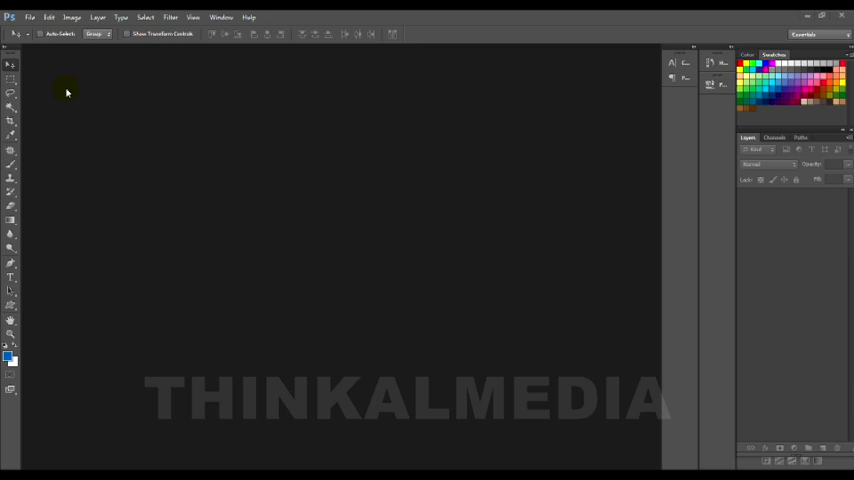 Ps File Edit Image Layer Type Select Filter View Window Help
Auto-Select: Group Show Transform Controls Essentials
Color Swatches
Layers Channels Paths
Kind
Normal Opacity:
Lock: Fill:
THINKALMEDIA